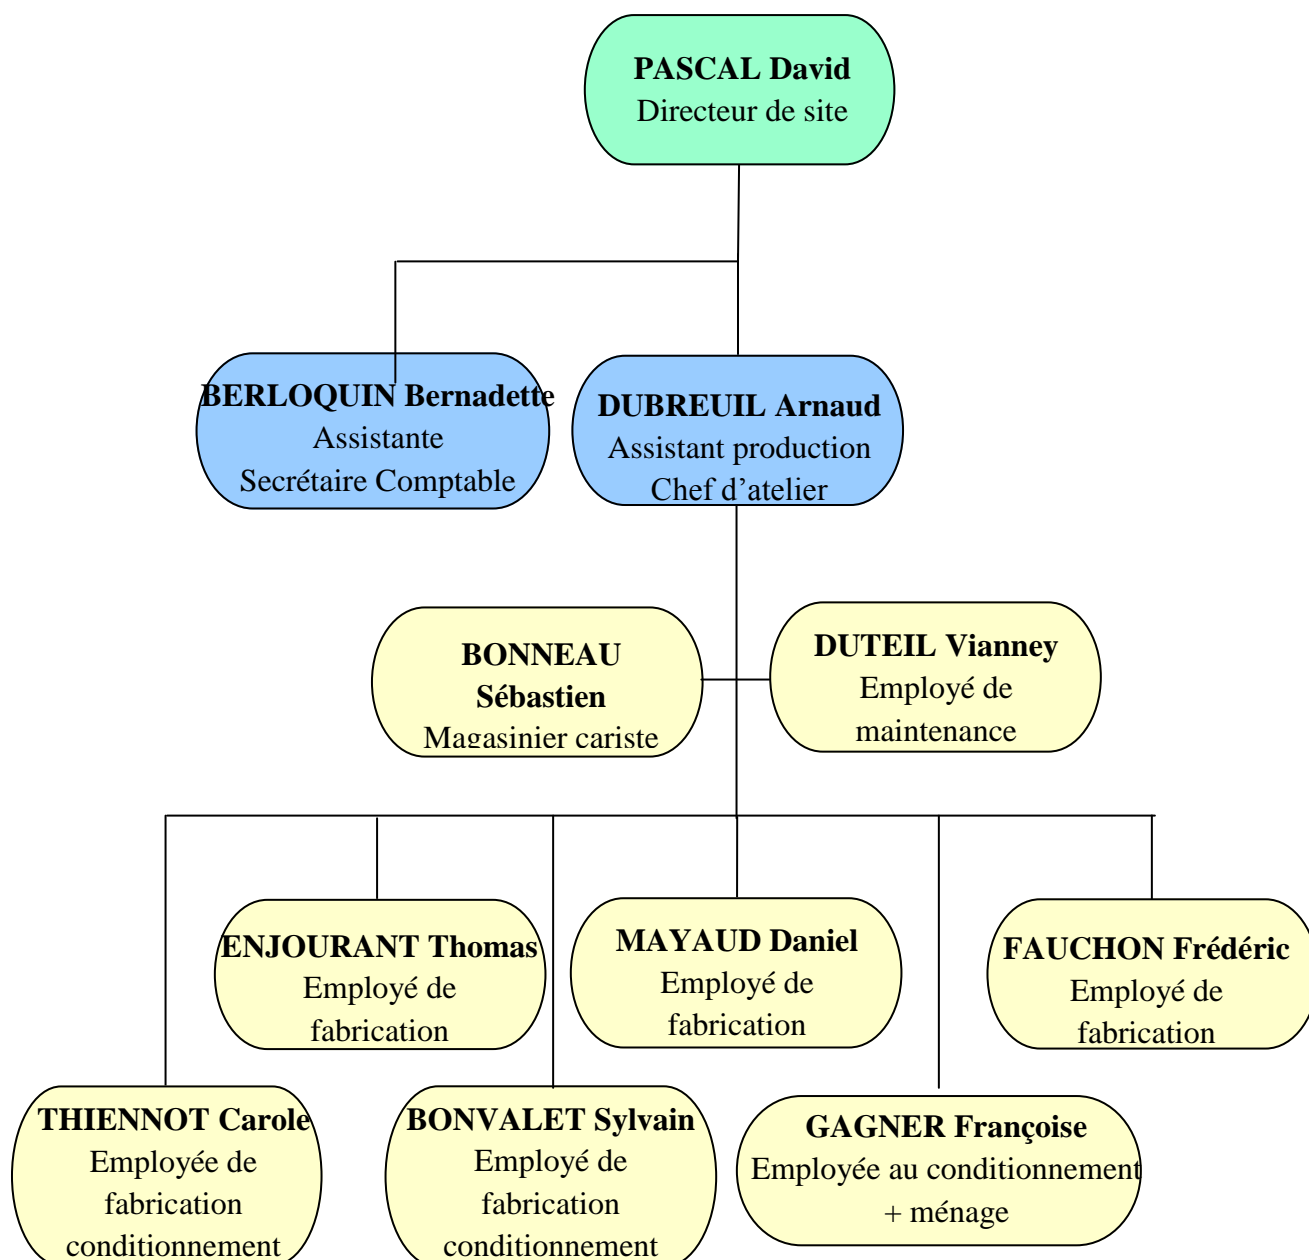 PASCAL David
Directeur de site
BERLOQUIN Bernadette
Assistante
Secrétaire Comptable
DUBREUIL Arnaud
Assistant production
Chef d’atelier
BONNEAU
Sébastien
Magasinier cariste
DUTEIL Vianney
Employé de
maintenance
ENJOURANT Thomas
Employé de
fabrication
MAYAUD Daniel
Employé de
fabrication
FAUCHON Frédéric
Employé de
fabrication
THIENNOT Carole
Employée de
fabrication
conditionnement
BONVALET Sylvain
Employé de
fabrication
conditionnement
GAGNER Françoise
Employée au conditionnement
+ ménage